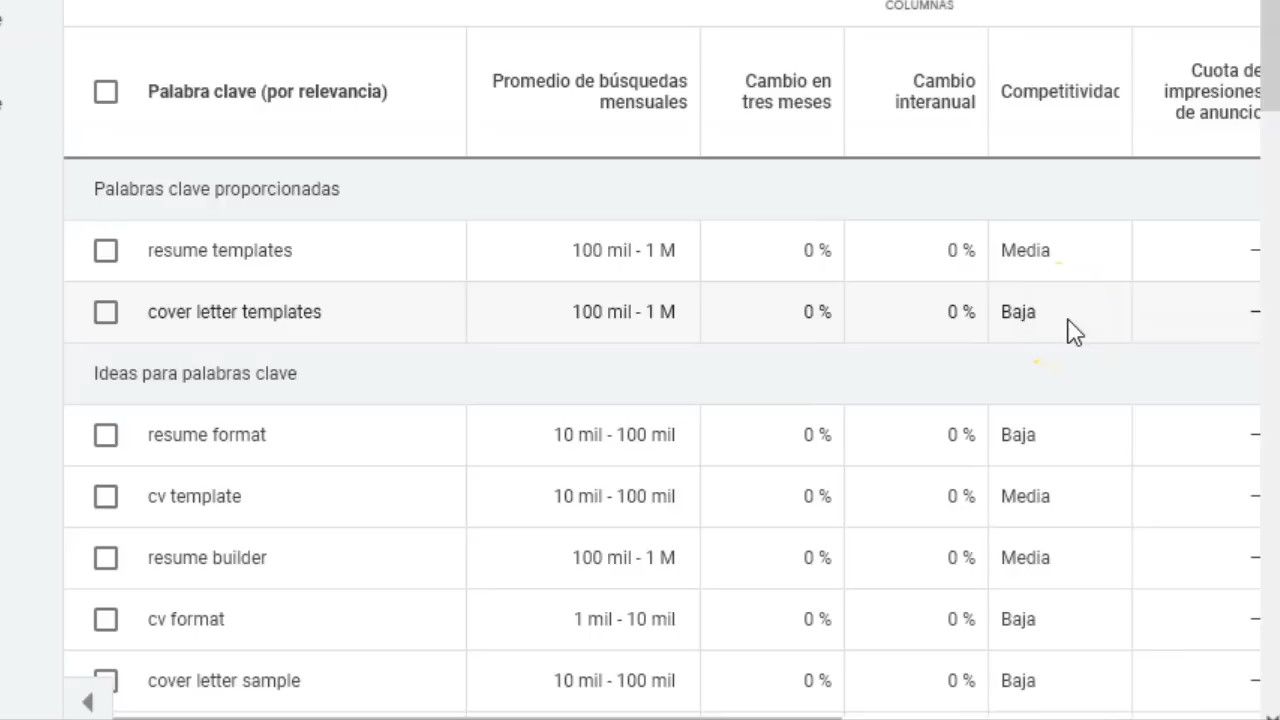 COLUMNAS
Palabra clave (por relevancia)
Promedio de búsquedas
mensuales
Cambio en
tres meses
Cambio
interanual
Competitividad
Cuota de
impresiones
de anuncio
Palabras clave proporcionadas
resume templates 100 mil - 1 M 0 % 0 % Media –
cover letter templates 100 mil - 1 M 0 % 0 % Baja –
Ideas para palabras clave
resume format 10 mil - 100 mil 0 % 0 % Baja –
cv template 10 mil - 100 mil 0 % 0 % Media –
resume builder 100 mil - 1 M 0 % 0 % Media –
cv format 1 mil - 10 mil 0 % 0 % Baja –
cover letter sample 10 mil - 100 mil 0 % 0 % Baja –